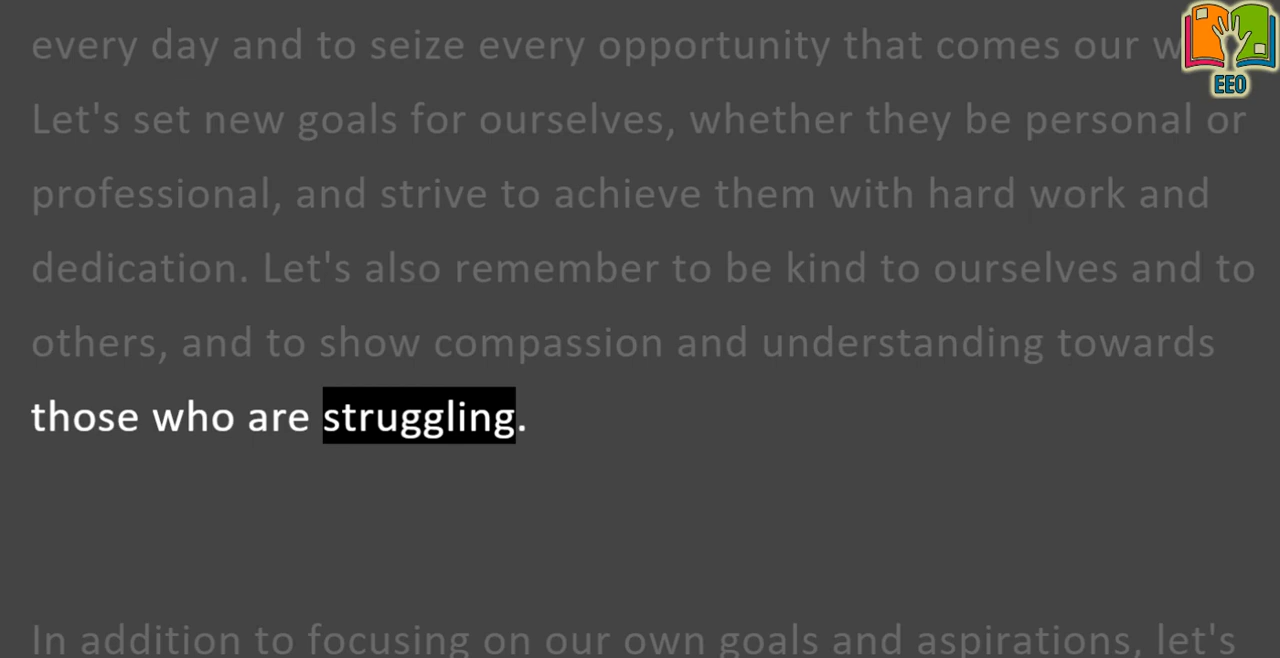 every day and to seize every opportunity that comes our
Let's set new goals for ourselves, whether they be personal or
professional, and strive to achieve them with hard work and
dedication. Let's also remember to be kind to ourselves and to
others, and to show compassion and understanding towards
those who are struggling.
In addition to focusing on our own goals and aspirations, let's
EEO